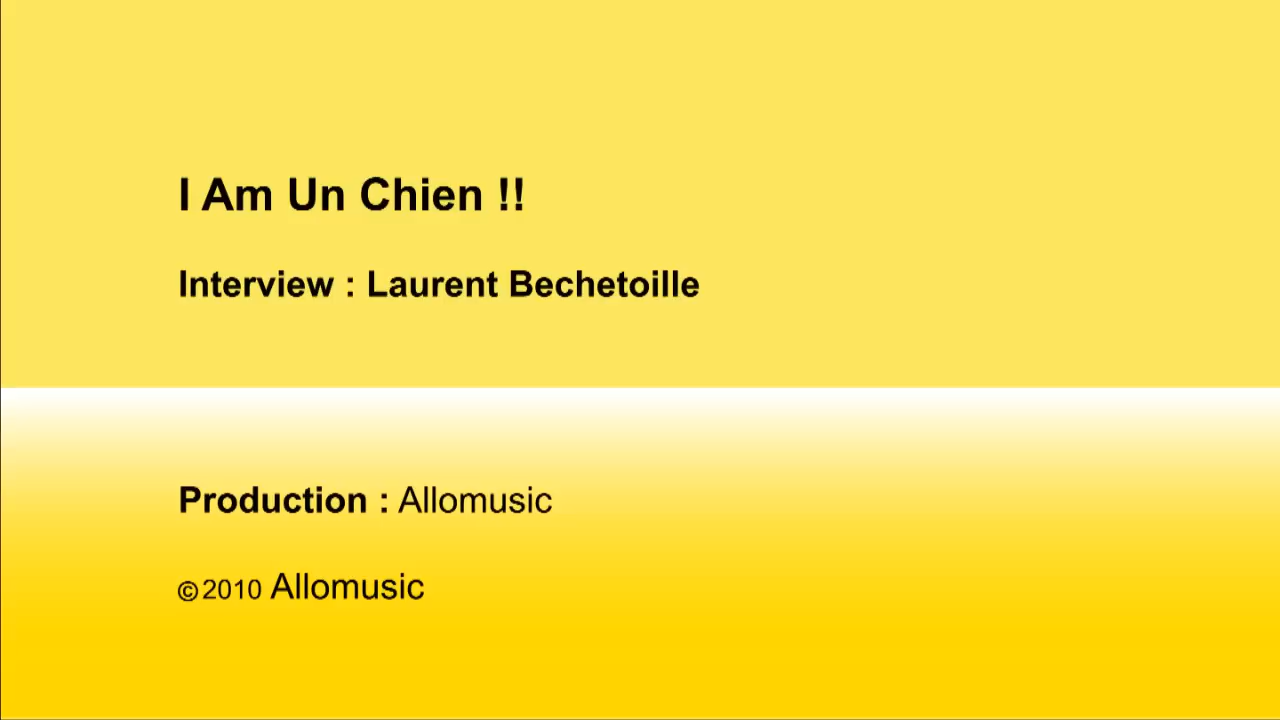 I Am Un Chien !!
Interview : Laurent Bechetoille
Production : Allomusic
©2010 Allomusic